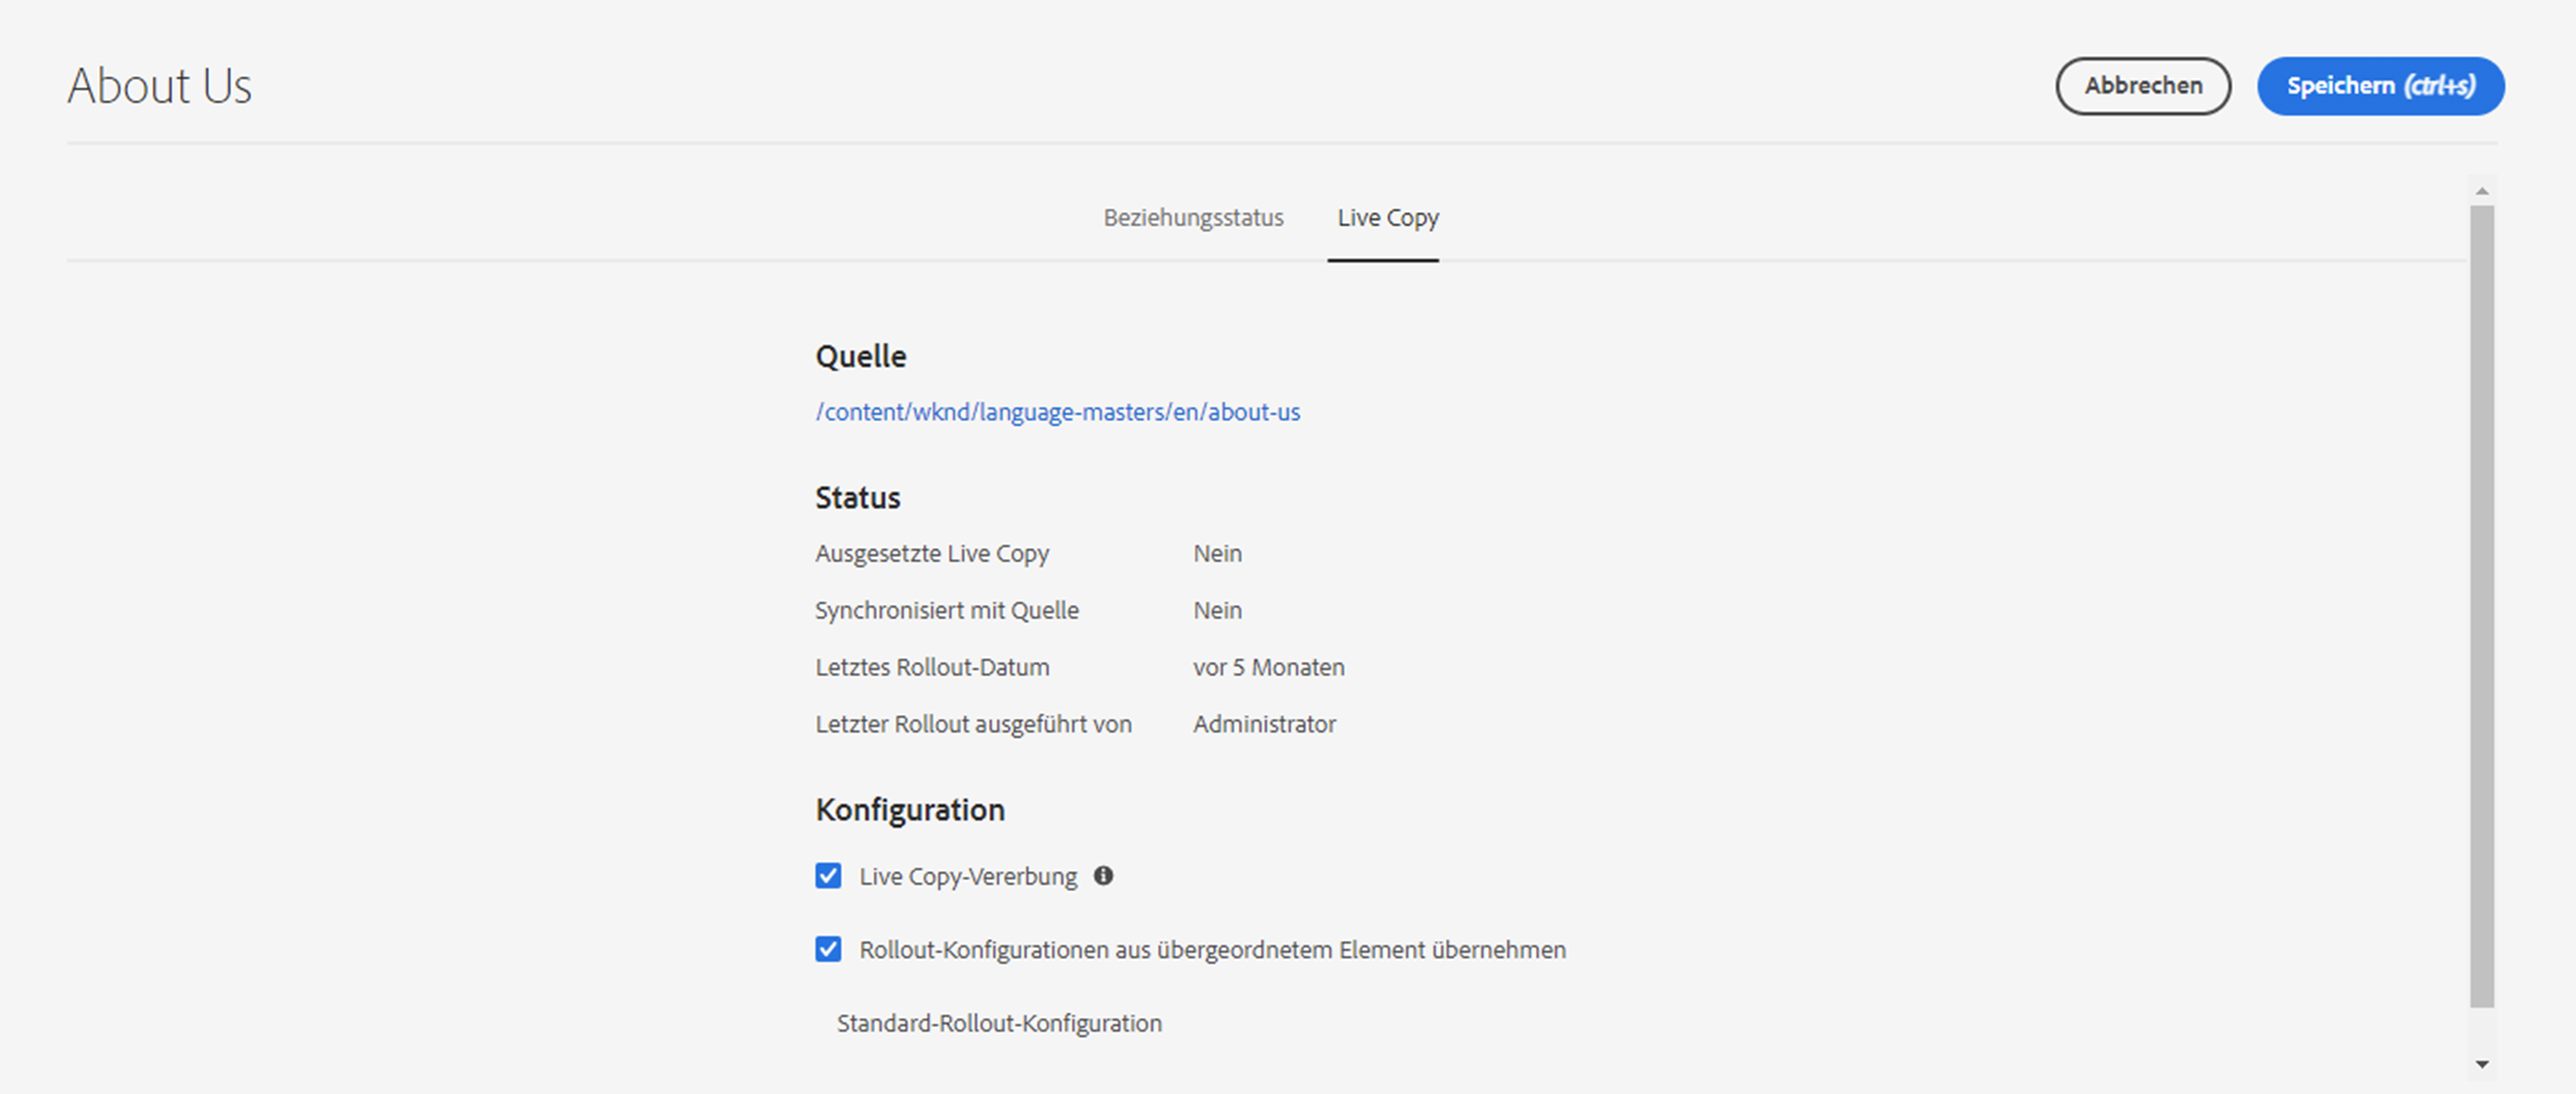 About Us
Abbrechen
Speichern (ctrl+s)
Beziehungsstatus
Live Copy
Quelle
/content/wknd/language-masters/en/about-us
Status
Ausgesetzte Live Copy Nein
Synchronisiert mit Quelle Nein
Letztes Rollout-Datum vor 5 Monaten
Letzter Rollout ausgeführt von Administrator
Konfiguration
Live Copy-Vererbung
Rollout-Konfigurationen aus übergeordnetem Element übernehmen
Standard-Rollout-Konfiguration